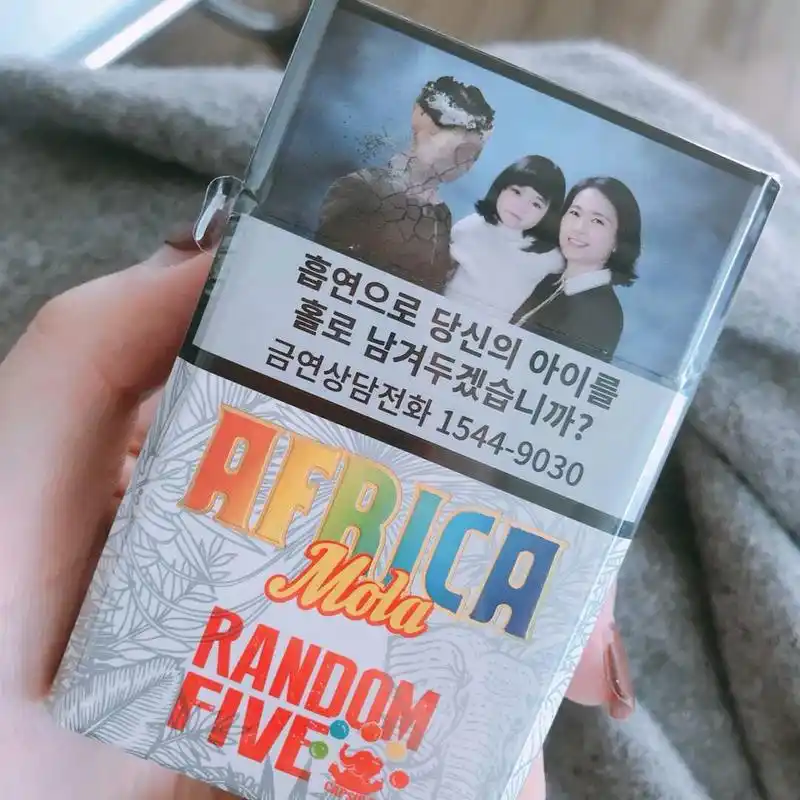 흡연으로 당신의 아이를
홀로 남겨두겠습니까?
금연상담전화 1544-9030
AFRICA
Mola
RANDOM
FIVE
CAPSULE